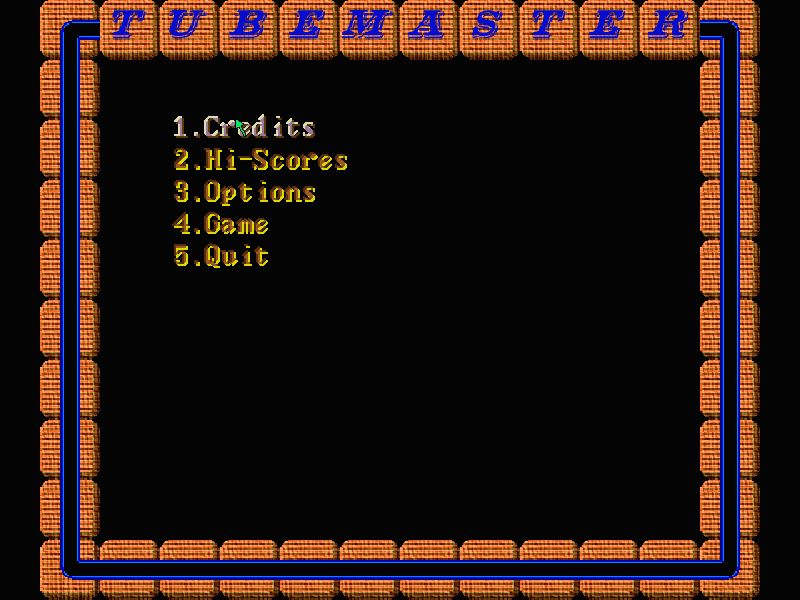 TUBEMASTER
1.Credits
2.Hi-Scores
3.Options
4.Game
5.Quit